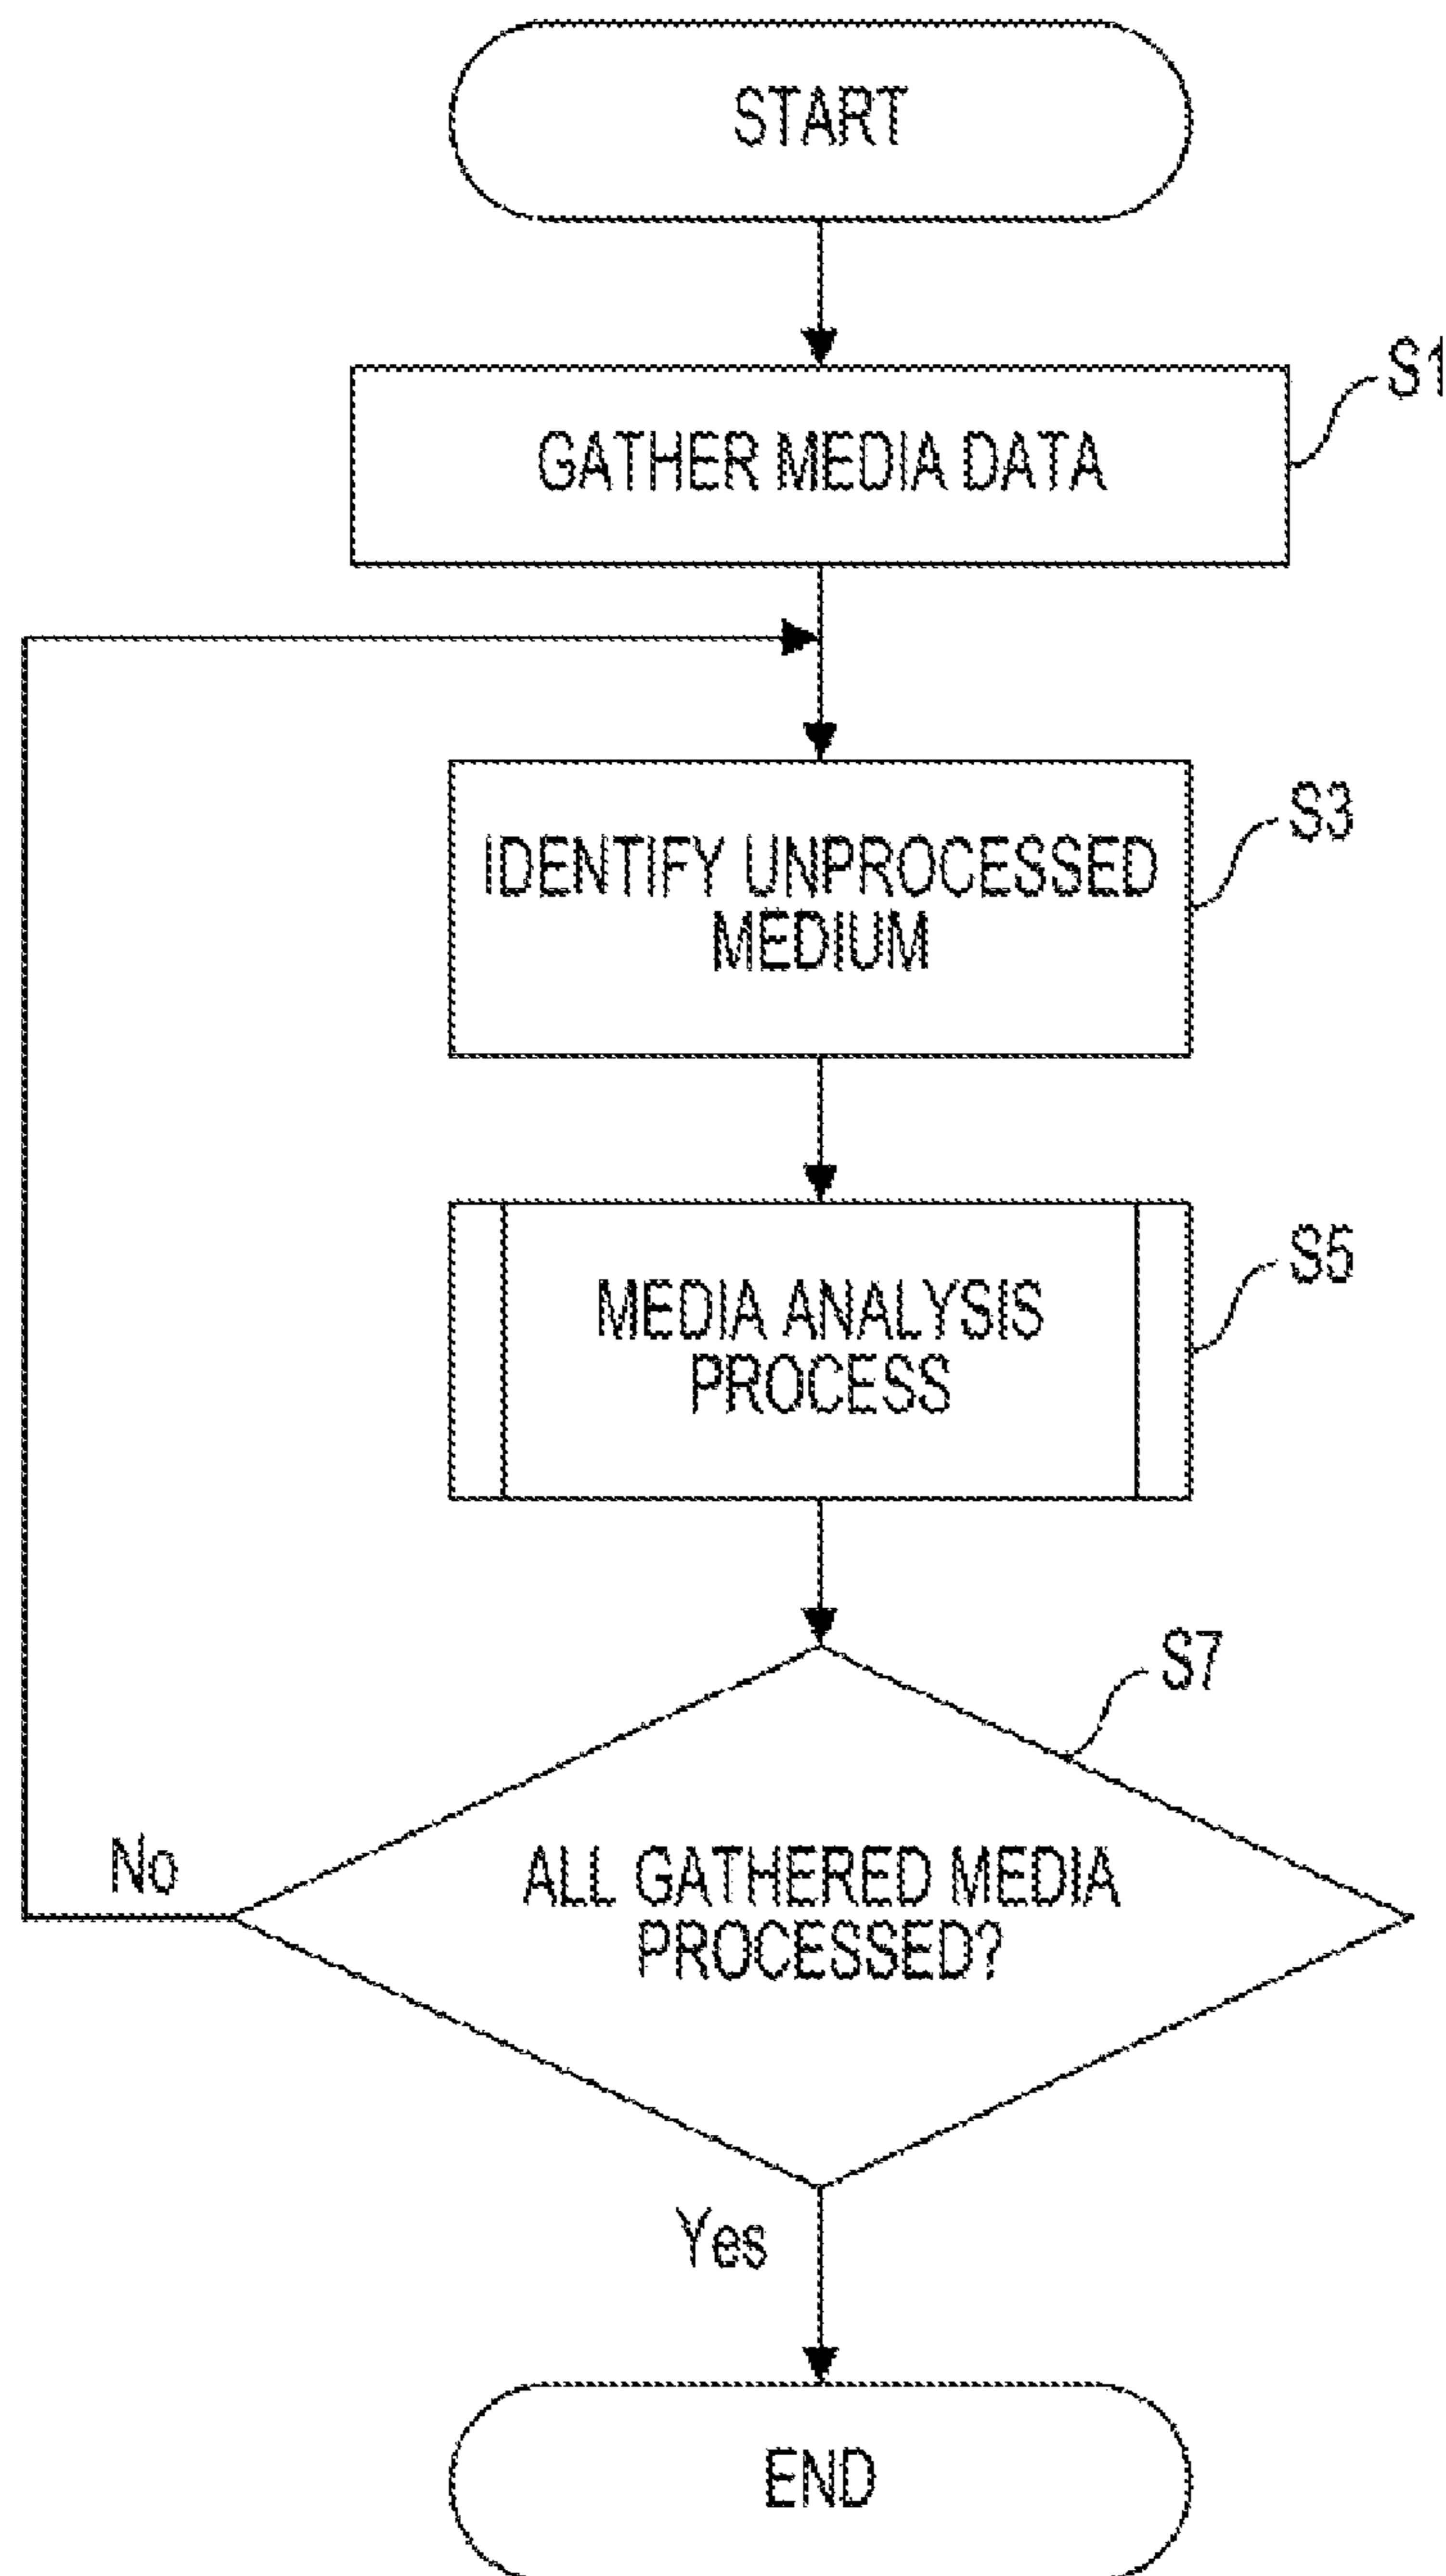 START
GATHER MEDIA DATA
S1
IDENTIFY UNPROCESSED
MEDIUM
S3
MEDIA ANALYSIS
PROCESS
S5
S7
ALL GATHERED MEDIA
PROCESSED?
No
Yes
END